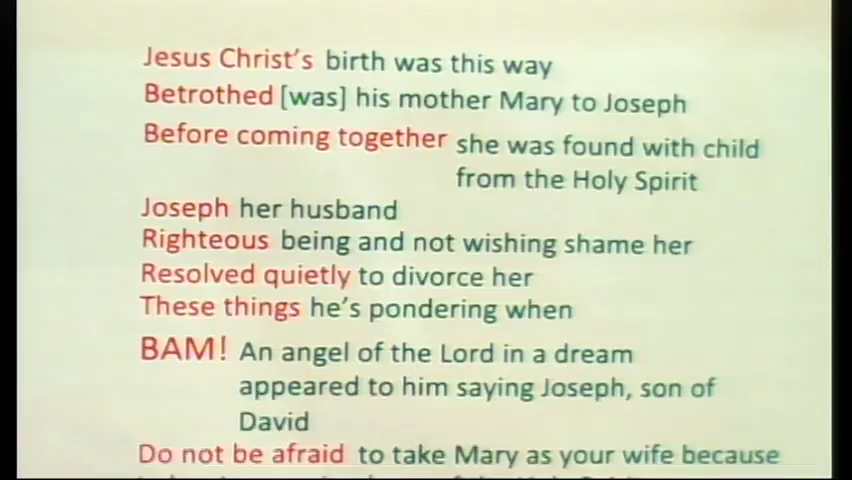 Jesus Christ's birth was this way
Betrothed [was] his mother Mary to Joseph
Before coming together she was found with child
from the Holy Spirit
Joseph her husband
Righteous being and not wishing shame her
Resolved quietly to divorce her
These things he's pondering when
BAM! An angel of the Lord in a dream
appeared to him saying Joseph, son of
David
Do not be afraid to take Mary as your wife because